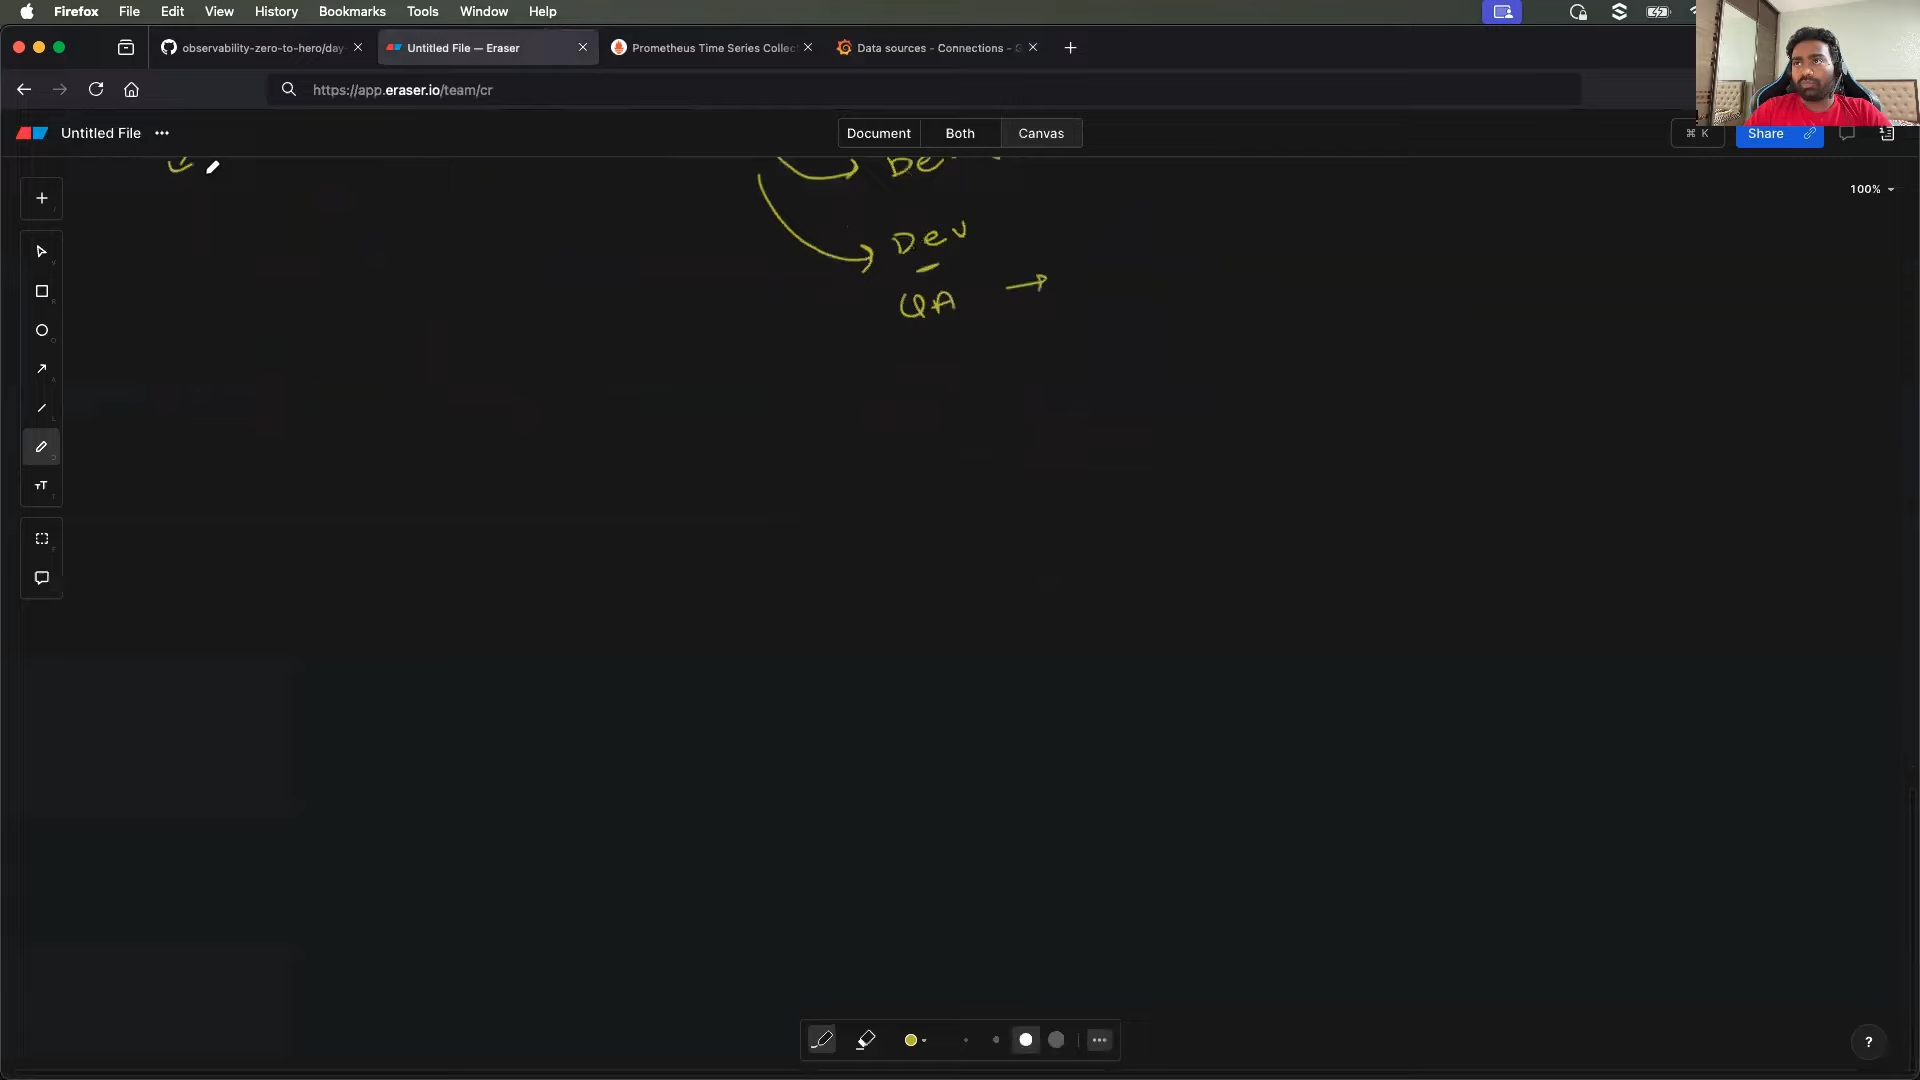 Firefox File Edit View History Bookmarks Tools Window Help
observability-zero-to-hero/day-
Untitled File — Eraser
Prometheus Time Series Collec
Data sources - Connections - G
https://app.eraser.io/team/cr
Untitled File
Document Both Canvas
⌘ K
Share
100%
Dev
QA
TT
?